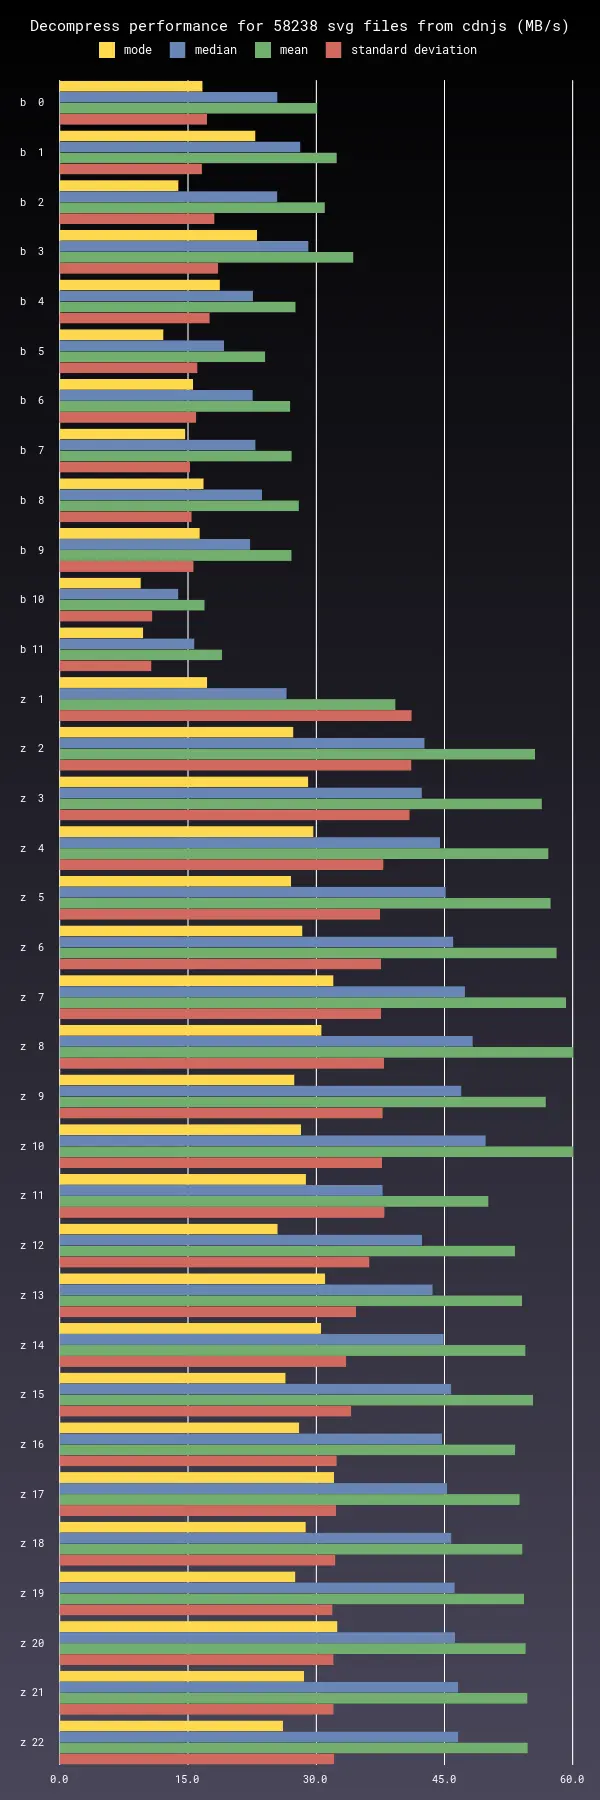 Decompress performance for 58238 svg files from cdnjs (MB/s)
mode median mean standard deviation
b 0
b 1
b 2
b 3
b 4
b 5
b 6
b 7
b 8
b 9
b 10
b 11
z 1
z 2
z 3
z 4
z 5
z 6
z 7
z 8
z 9
z 10
z 11
z 12
z 13
z 14
z 15
z 16
z 17
z 18
z 19
z 20
z 21
z 22
0.0 15.0 30.0 45.0 60.0